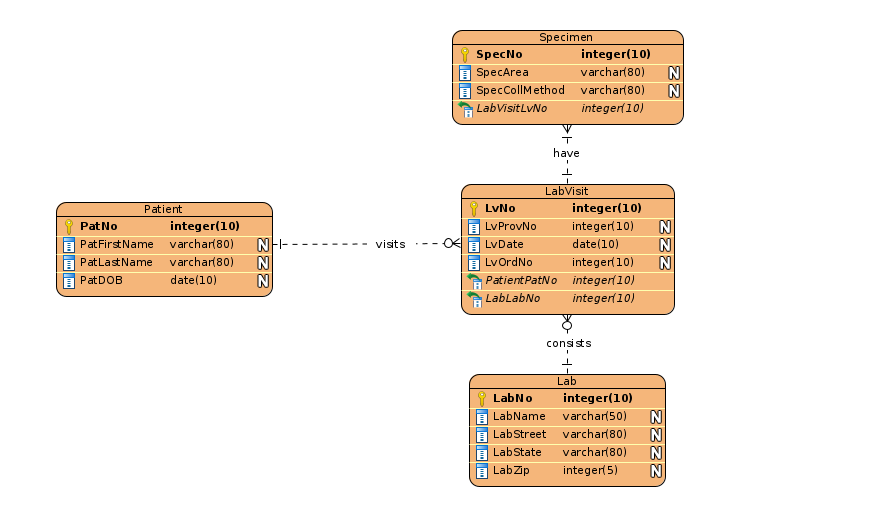 Specimen
SpecNo integer(10)
SpecArea varchar(80) N
SpecCollMethod varchar(80) N
LabVisitLvNo integer(10)
have
LabVisit
LvNo integer(10)
LvProvNo integer(10) N
LvDate date(10) N
LvOrdNo integer(10) N
PatientPatNo integer(10)
LabLabNo integer(10)
Patient
PatNo integer(10)
PatFirstName varchar(80) N
PatLastName varchar(80) N
PatDOB date(10) N
visits
consists
Lab
LabNo integer(10)
LabName varchar(50) N
LabStreet varchar(80) N
LabState varchar(80) N
LabZip integer(5) N